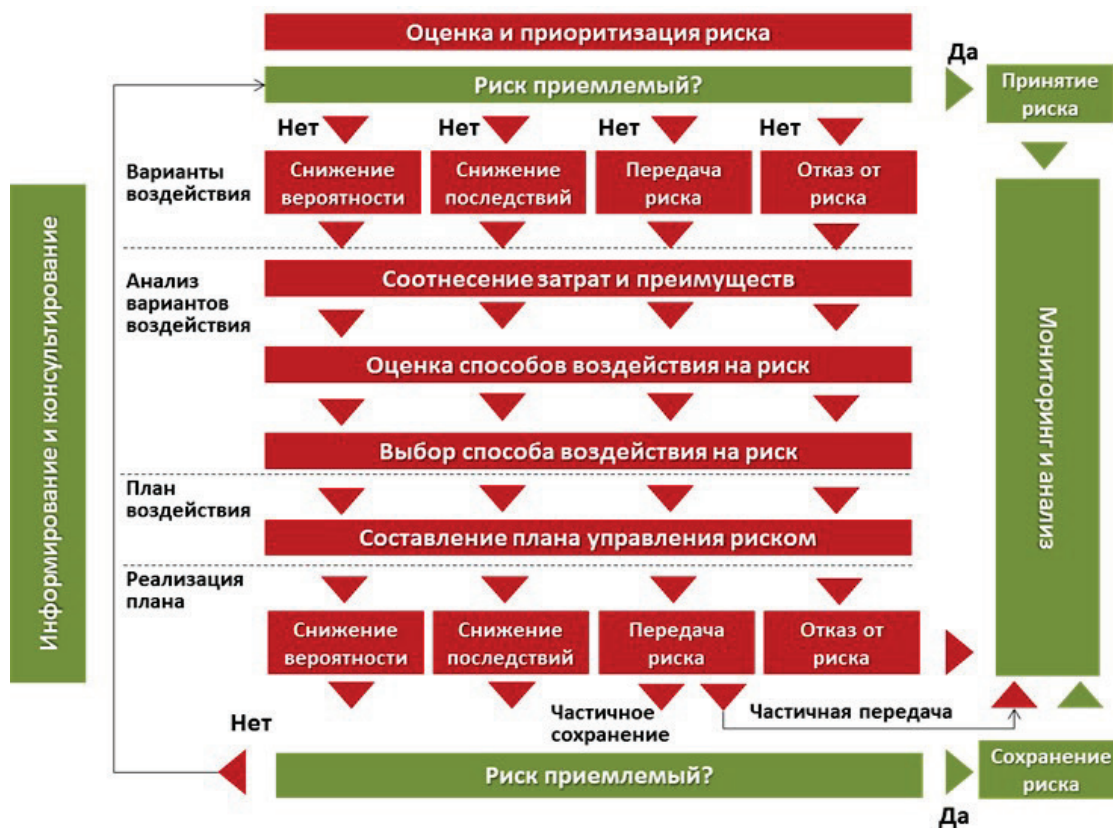 Оценка и приоритизация риска
Да
Риск приемлемый?
Принятие
риска
Нет
Нет
Нет
Нет
Варианты
воздействия
Снижение
вероятности
Снижение
последствий
Передача
риска
Отказ от
риска
Информирование и консультирование
Мониторинг и анализ
Анализ
вариантов
воздействия
Соотнесение затрат и преимуществ
Оценка способов воздействия на риск
Выбор способа воздействия на риск
План
воздействия
Составление плана управления риском
Реализация
плана
Снижение
вероятности
Снижение
последствий
Передача
риска
Отказ от
риска
Нет
Частичное
сохранение
Частичная передача
Риск приемлемый?
Сохранение
риска
Да